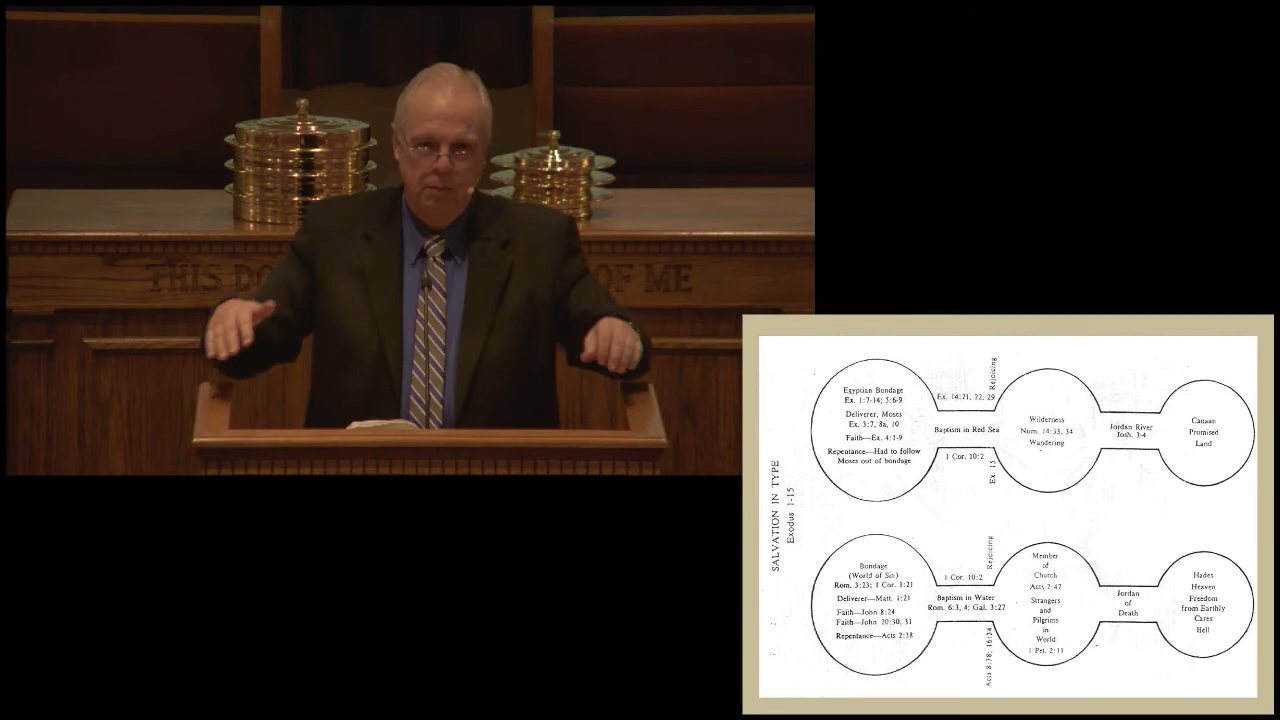 THIS DO
OF ME
SALVATION IN TYPE
Exodus 1-15
Egyptian Bondage
Ex. 1:7-14; 5:6-9
Deliverer, Moses
Ex. 3:7, 8a, 10
Faith—Ex. 4:1-9
Repentance—Had to follow
Moses out of bondage
Ex. 14:21, 22, 29
Rejoicing
Baptism in Red Sea
1 Cor. 10:2
Ex. 15
Wilderness
Num. 14:33, 34
Wandering
Jordan River
Josh. 3-4
Canaan
Promised
Land
Bondage
(World of Sin)
Rom. 3:23; 1 Cor. 1:21
Deliverer—Matt. 1:21
Faith—John 8:24
Faith—John 20:30, 31
Repentance—Acts 2:38
1 Cor. 10:2
Rejoicing
Baptism in Water
Rom. 6:3, 4; Gal. 3:27
Acts 8:38; 16:34
Member
of
Church
Acts 2:47
Strangers
and
Pilgrims
in
World
1 Pet. 2:11
Jordan
of
Death
Hades
Heaven
Freedom
from Earthly
Cares
Hell